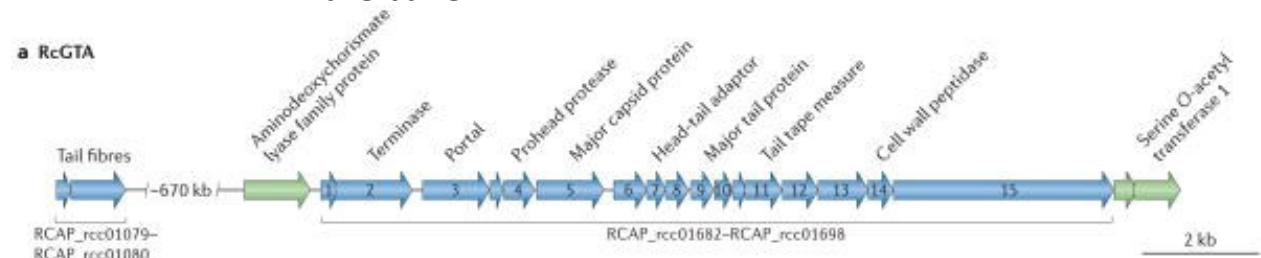 a RcGTA
Tail fibres
Aminodeoxychorismate
lyase family protein
Terminase
Portal
Prohead protease
Major capsid protein
Head-tail adaptor
Major tail protein
Tail tape measure
Cell wall peptidase
Serine O-acetyl
transferase 1
~670 kb
1 2 3 4 5 6 7 8 9 10 11 12 13 14 15
RCAP_rcc01079–
RCAP_rcc01080
RCAP_rcc01682–RCAP_rcc01698
2 kb